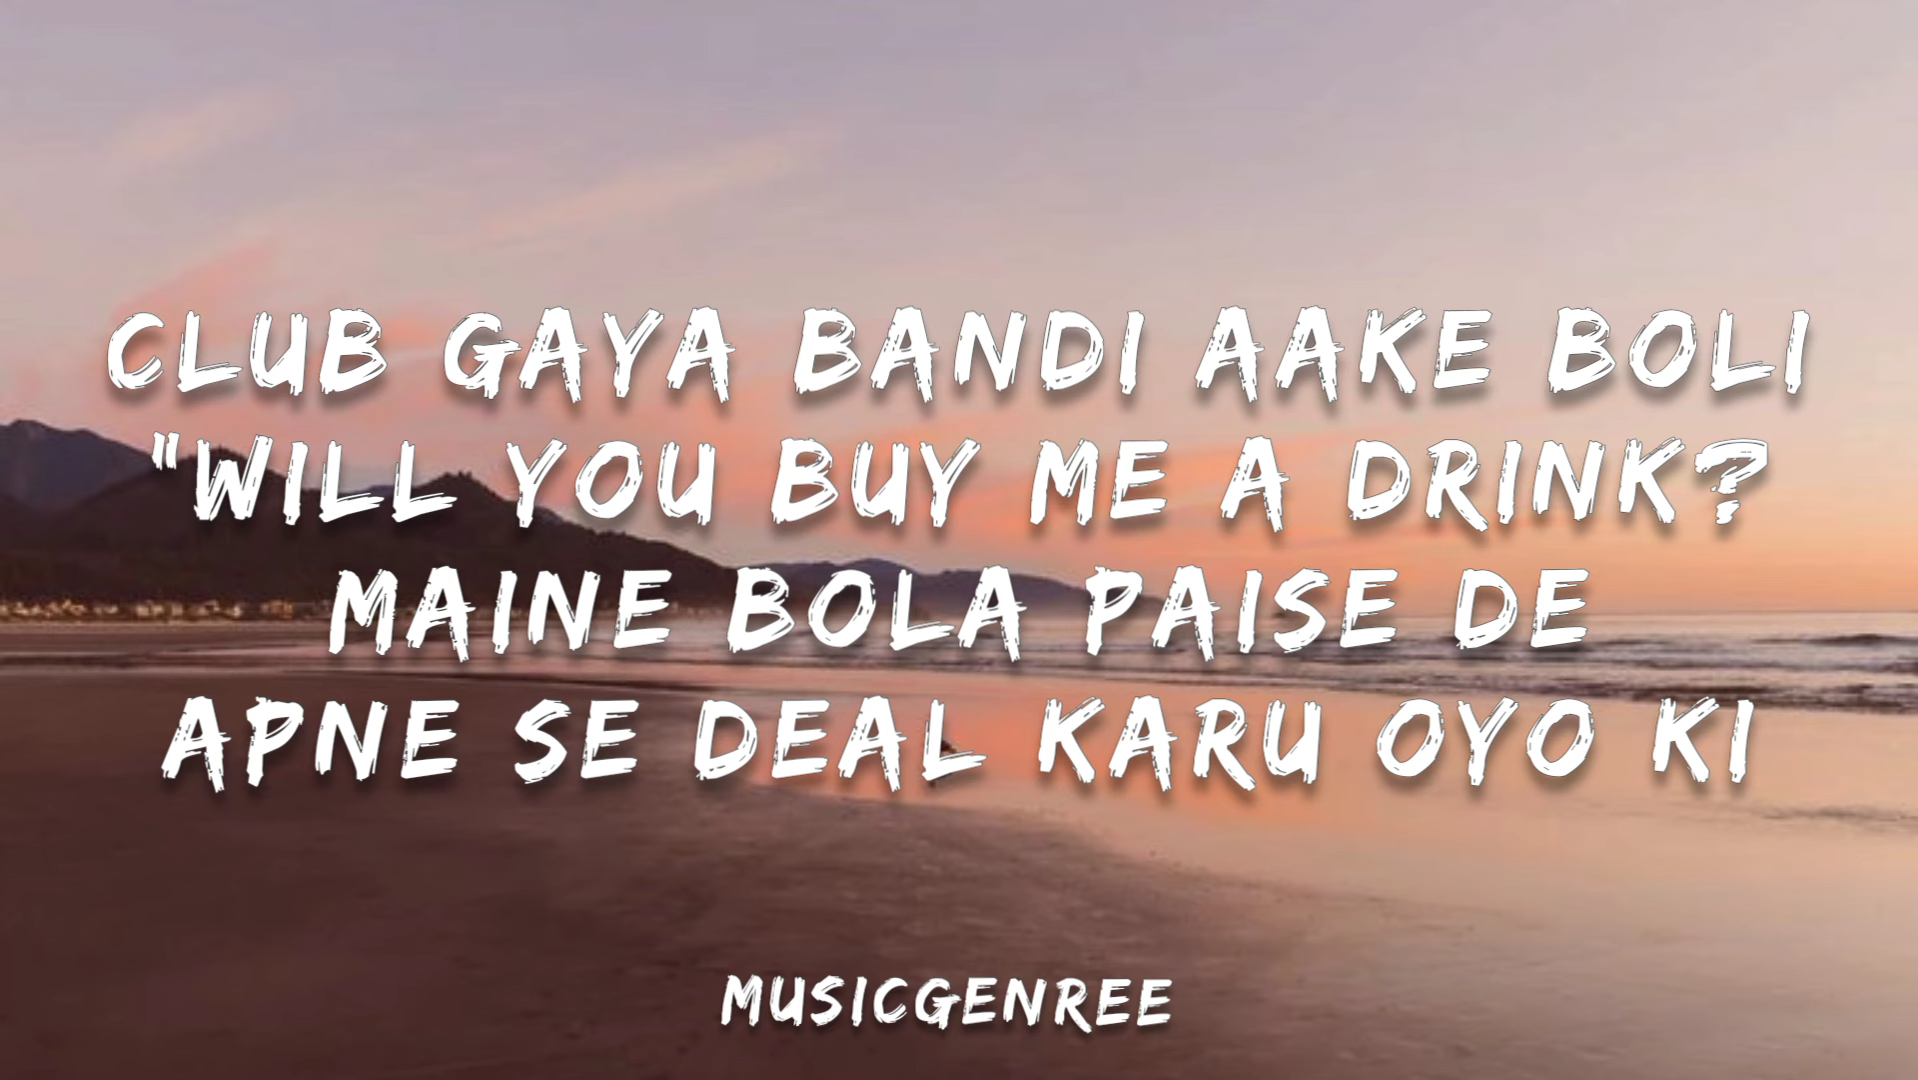 CLUB GAYA BANDI AAKE BOLI
"WILL YOU BUY ME A DRINK?
MAINE BOLA PAISE DE
APNE SE DEAL KARU OYO KI
MUSICGENREE